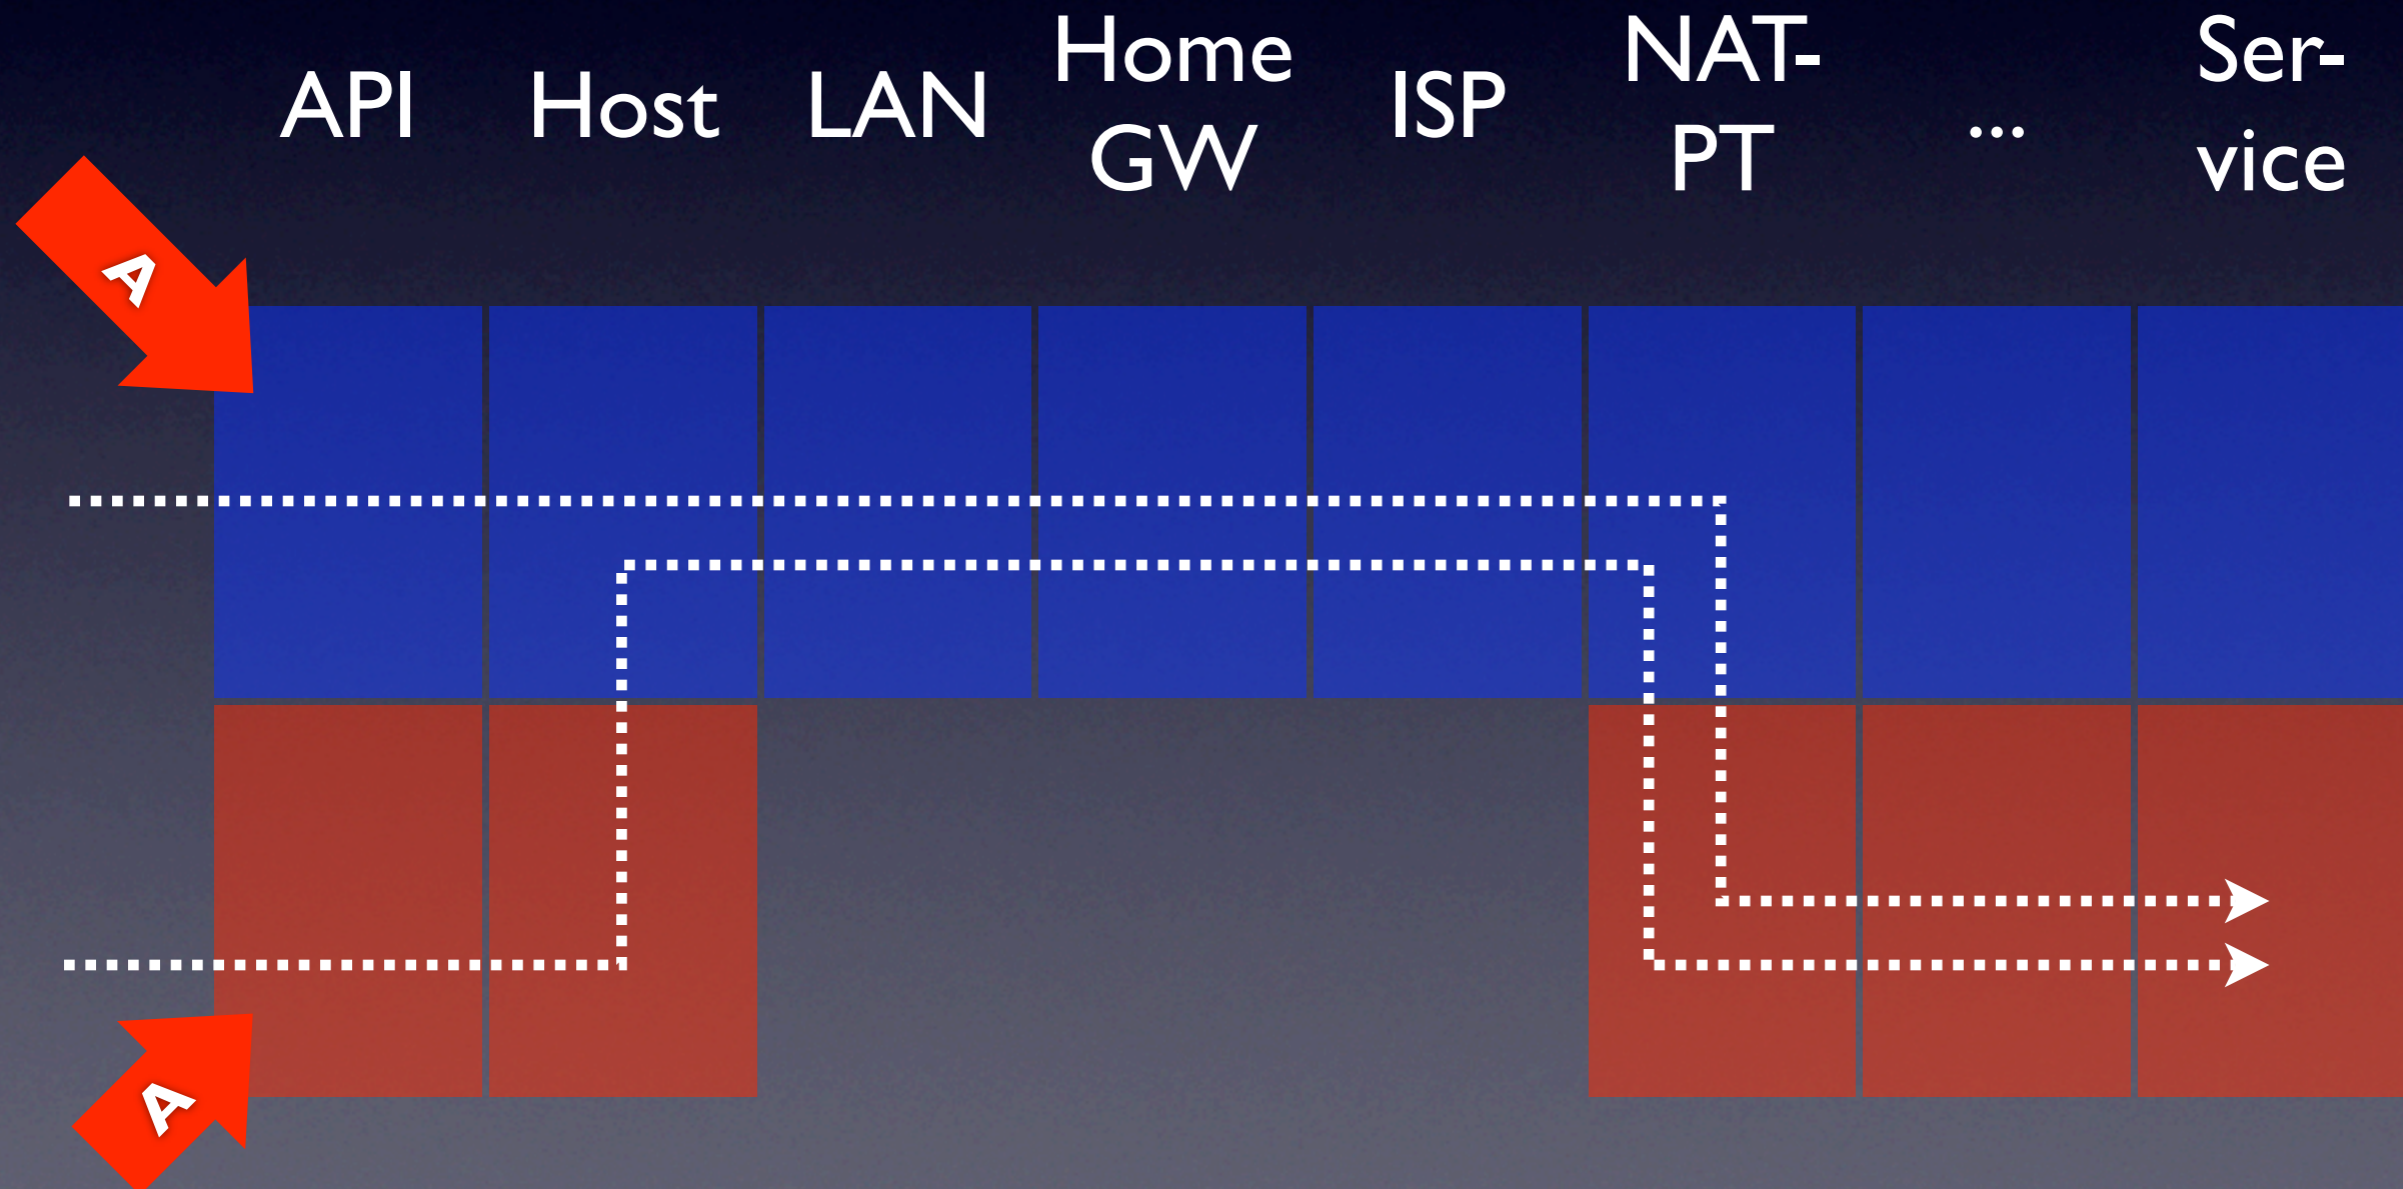 API
Host
LAN
Home
GW
ISP
NAT-
PT
...
Ser-
vice
A
A